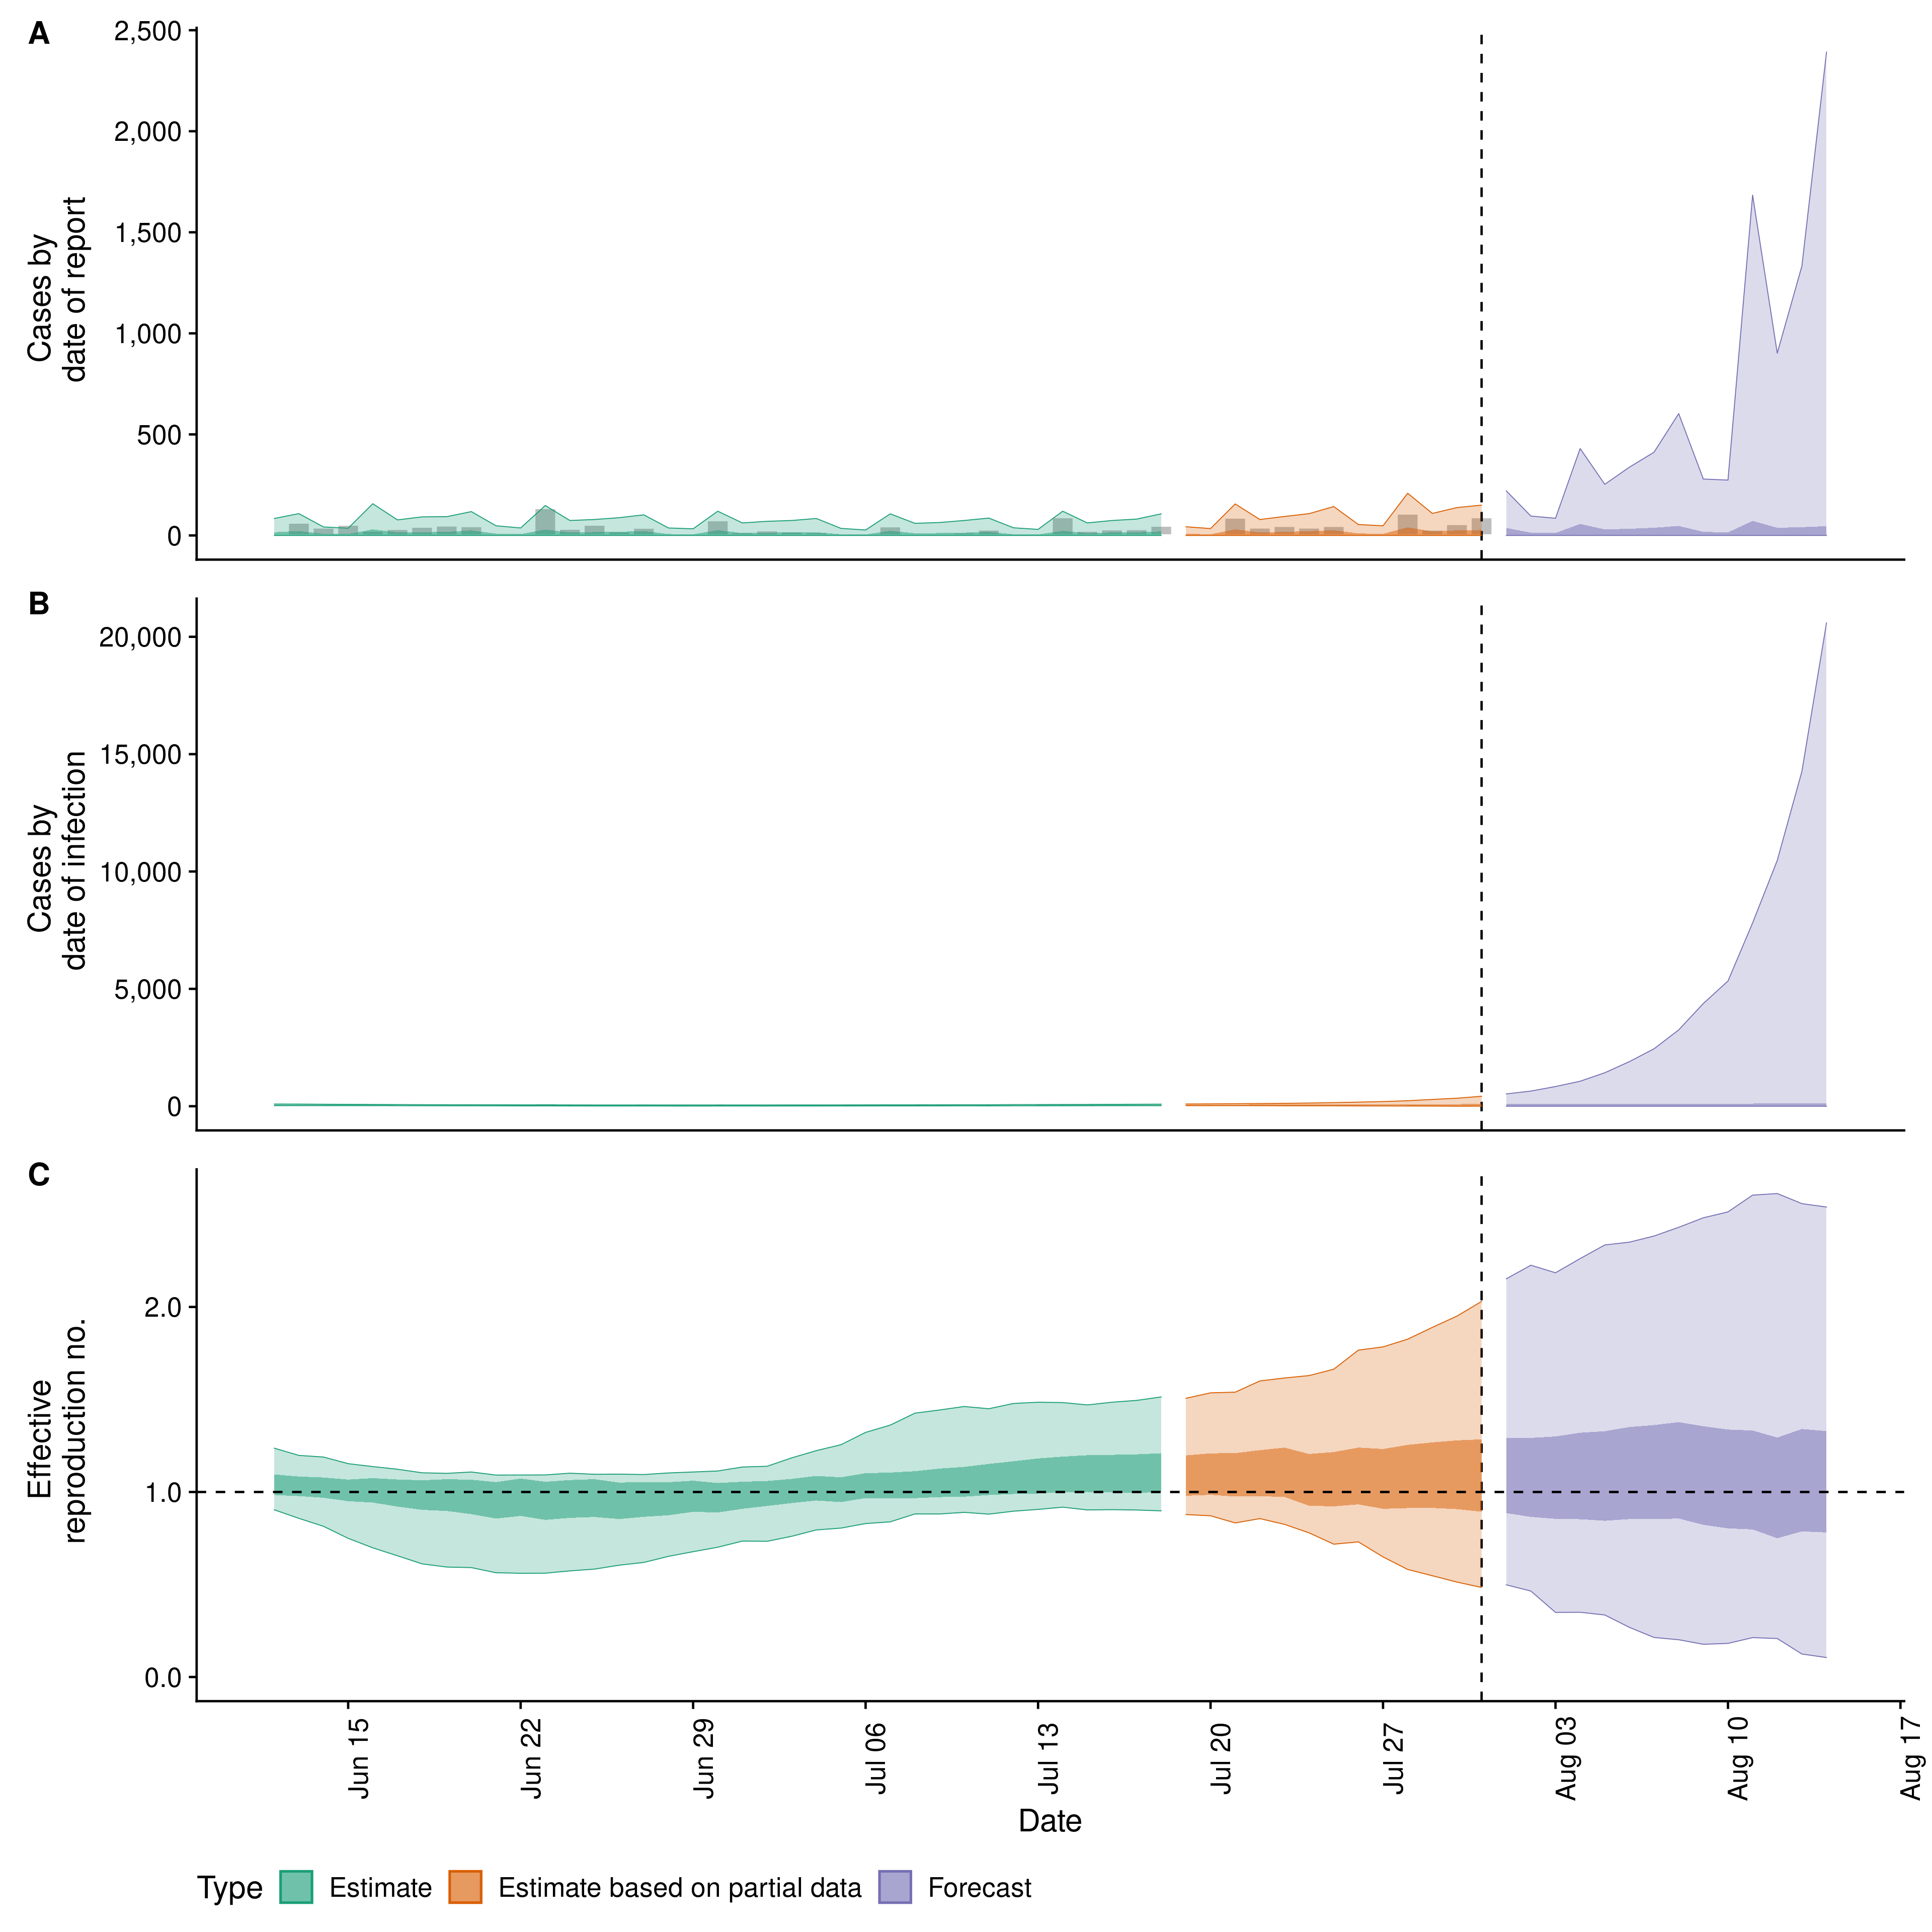 A
2,500
2,000
1,500
1,000
500
0
Cases by
date of report
B
20,000
15,000
10,000
5,000
0
Cases by
date of infection
C
2.0
1.0
0.0
Effective
reproduction no.
Jun 15
Jun 22
Jun 29
Jul 06
Jul 13
Jul 20
Jul 27
Aug 03
Aug 10
Aug 17
Date
Type Estimate Estimate based on partial data Forecast